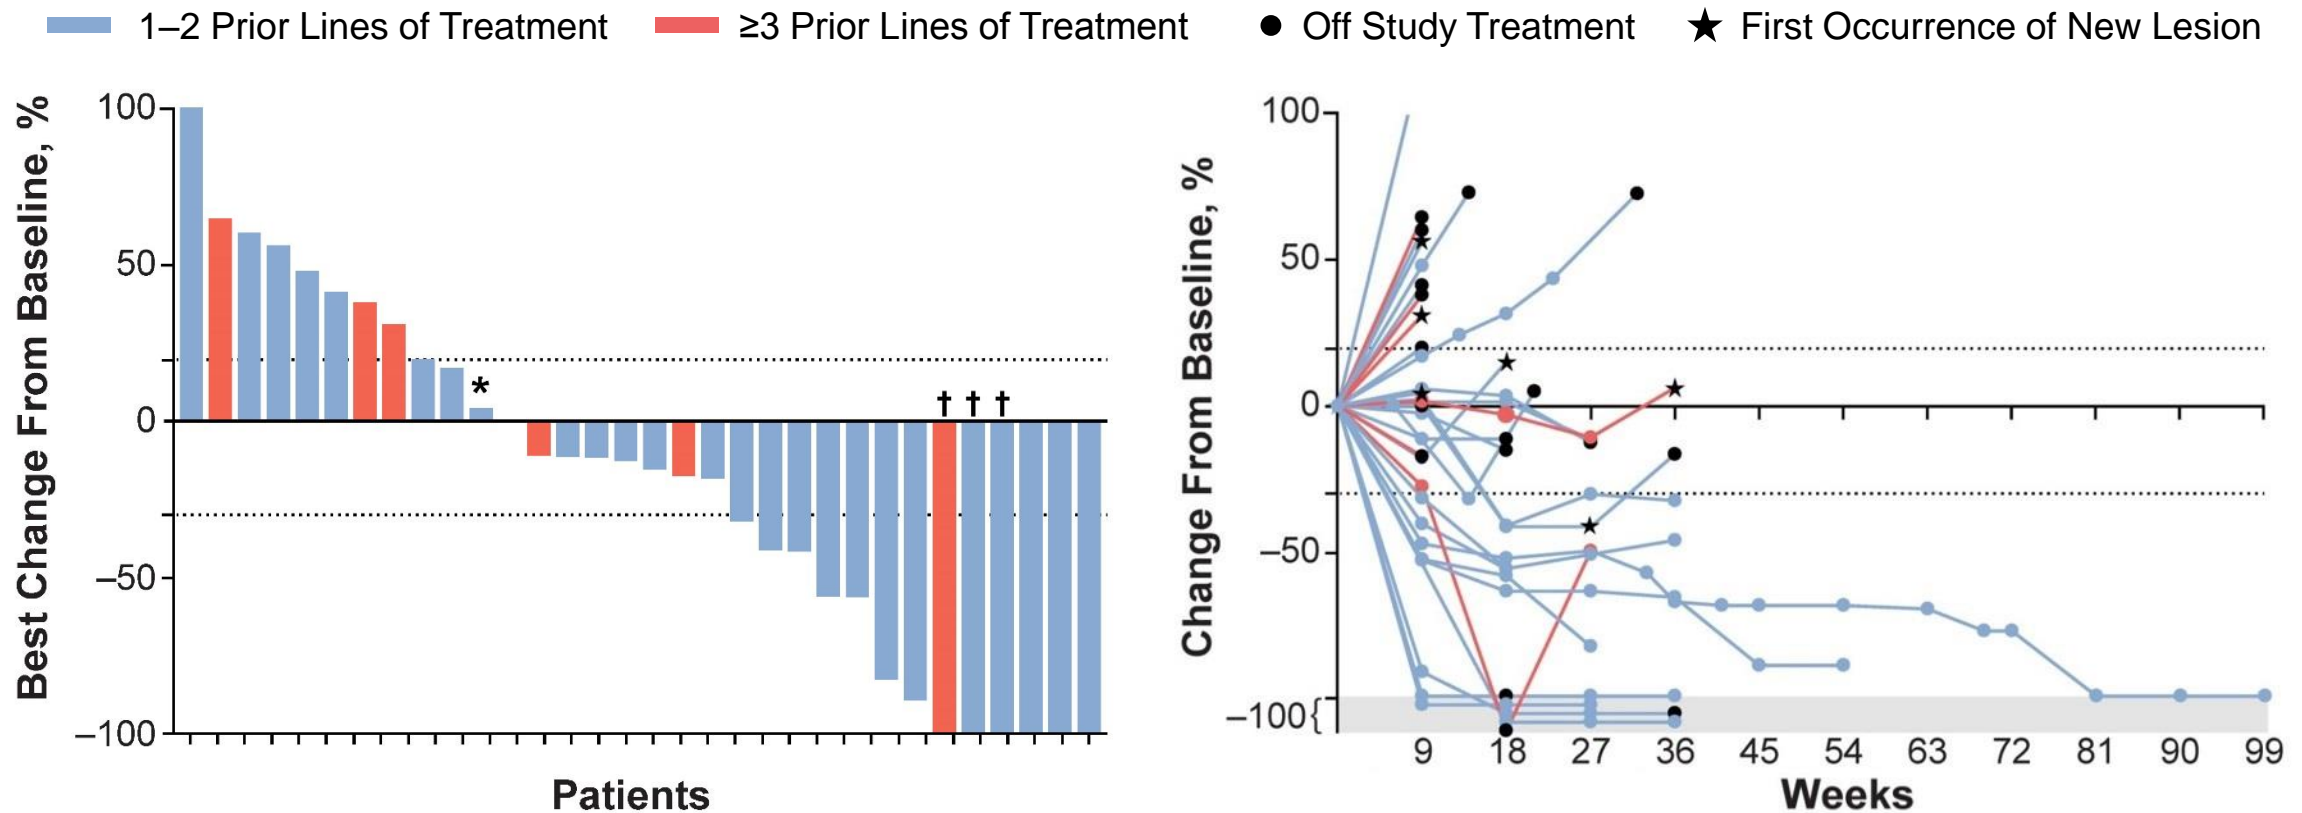 1–2 Prior Lines of Treatment
≥3 Prior Lines of Treatment
Off Study Treatment
First Occurrence of New Lesion
Best Change From Baseline, %
100
50
0
–50
–100
*
† † †
Patients
Change From Baseline, %
100
50
0
–50
–100{
9 18 27 36 45 54 63 72 81 90 99
Weeks